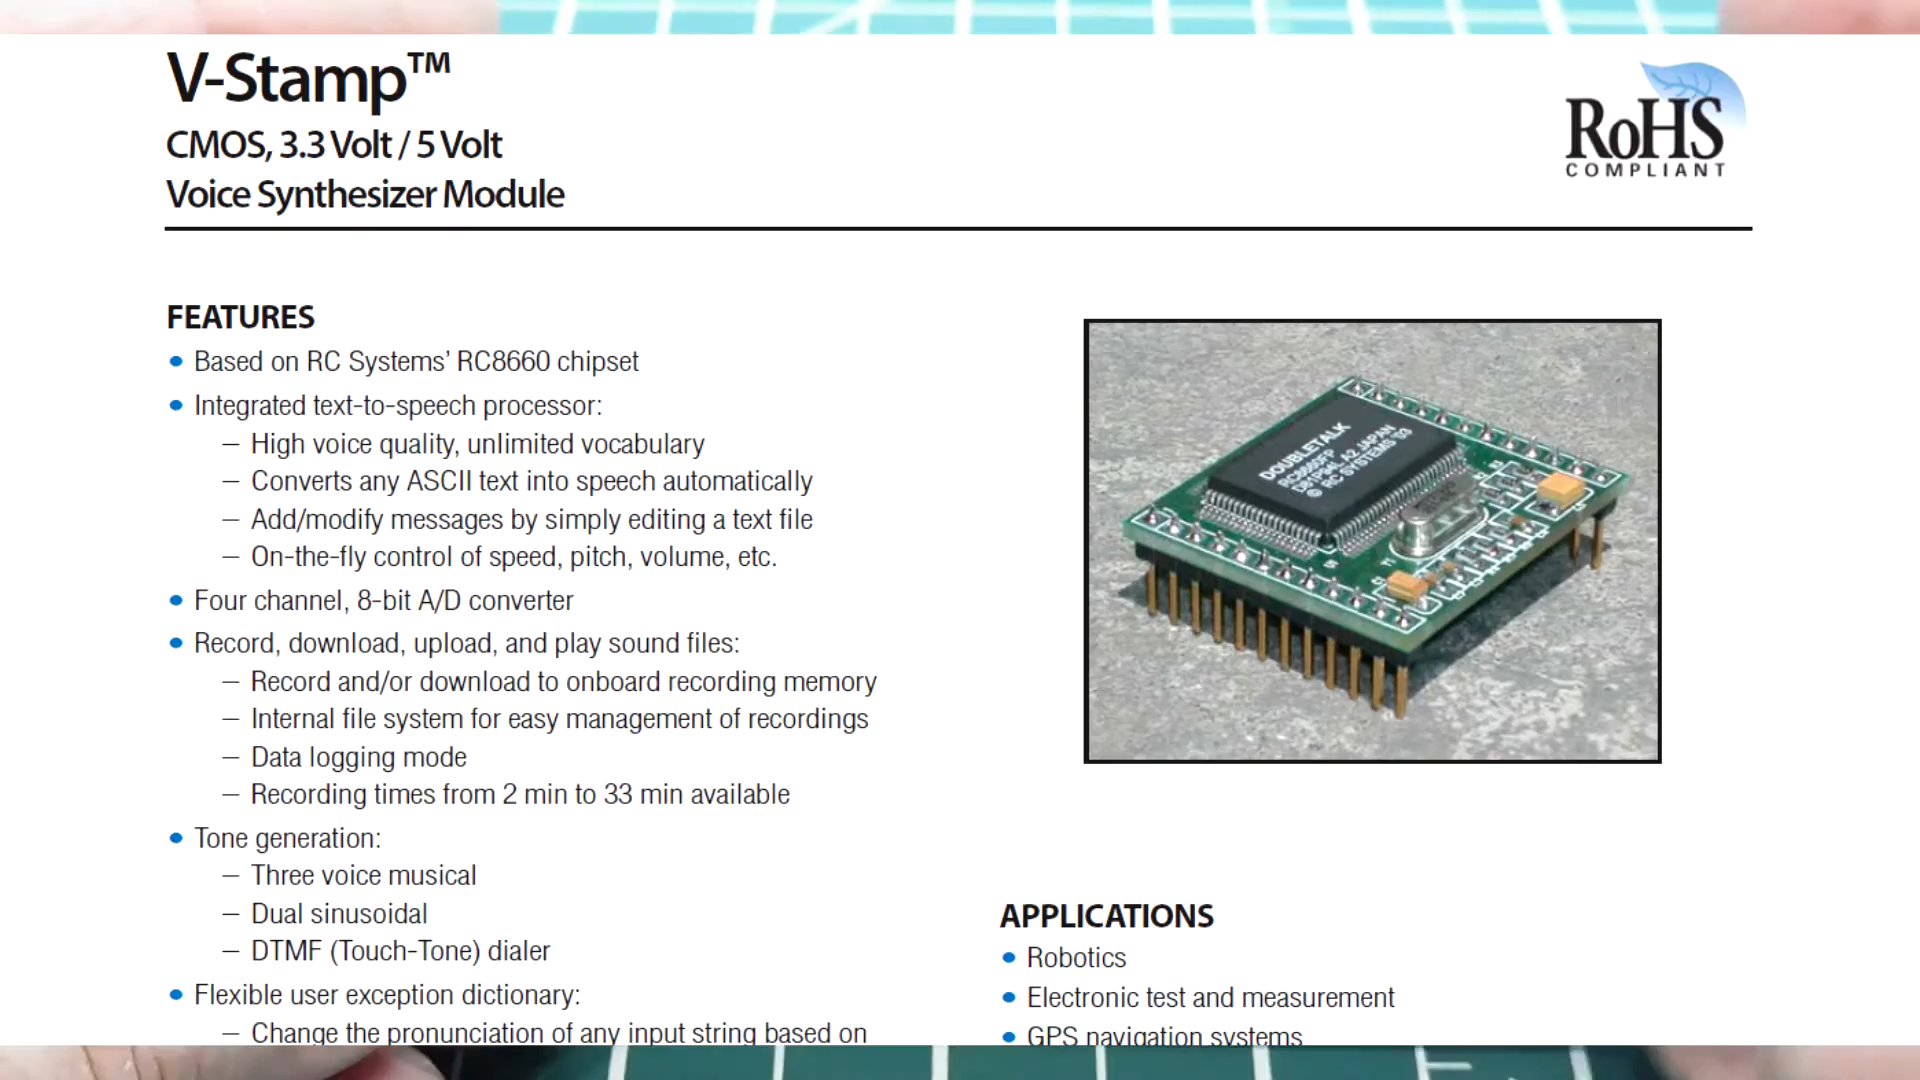 V-Stamp™
CMOS, 3.3 Volt / 5 Volt
Voice Synthesizer Module
RoHS
COMPLIANT
FEATURES
• Based on RC Systems’ RC8660 chipset
• Integrated text-to-speech processor:
– High voice quality, unlimited vocabulary
– Converts any ASCII text into speech automatically
– Add/modify messages by simply editing a text file
– On-the-fly control of speed, pitch, volume, etc.
• Four channel, 8-bit A/D converter
• Record, download, upload, and play sound files:
– Record and/or download to onboard recording memory
– Internal file system for easy management of recordings
– Data logging mode
– Recording times from 2 min to 33 min available
• Tone generation:
– Three voice musical
– Dual sinusoidal
– DTMF (Touch-Tone) dialer
• Flexible user exception dictionary:
– Change the pronunciation of any input string based on
DOUBLETALK
RC8660FP
JAPAN
© RC SYSTEMS '03
APPLICATIONS
• Robotics
• Electronic test and measurement
• GPS navigation systems